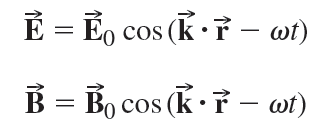 E⃗ = E⃗₀ cos (k⃗ · r⃗ − ωt)
B⃗ = B⃗₀ cos (k⃗ · r⃗ − ωt)